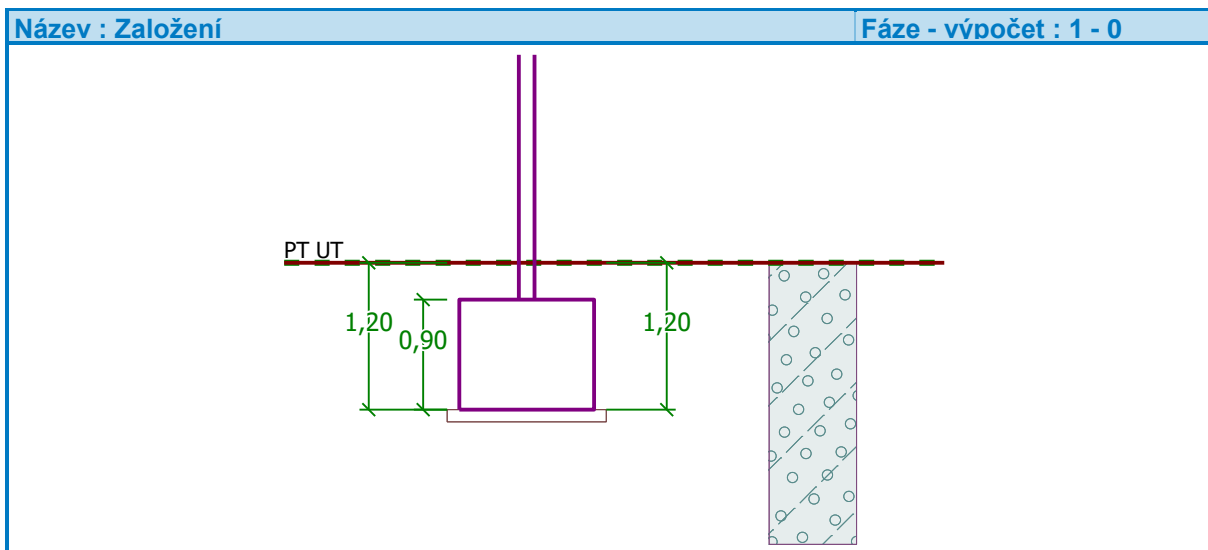 Název : Založení
Fáze - výpočet : 1 - 0
PT UT
1,20
0,90
1,20